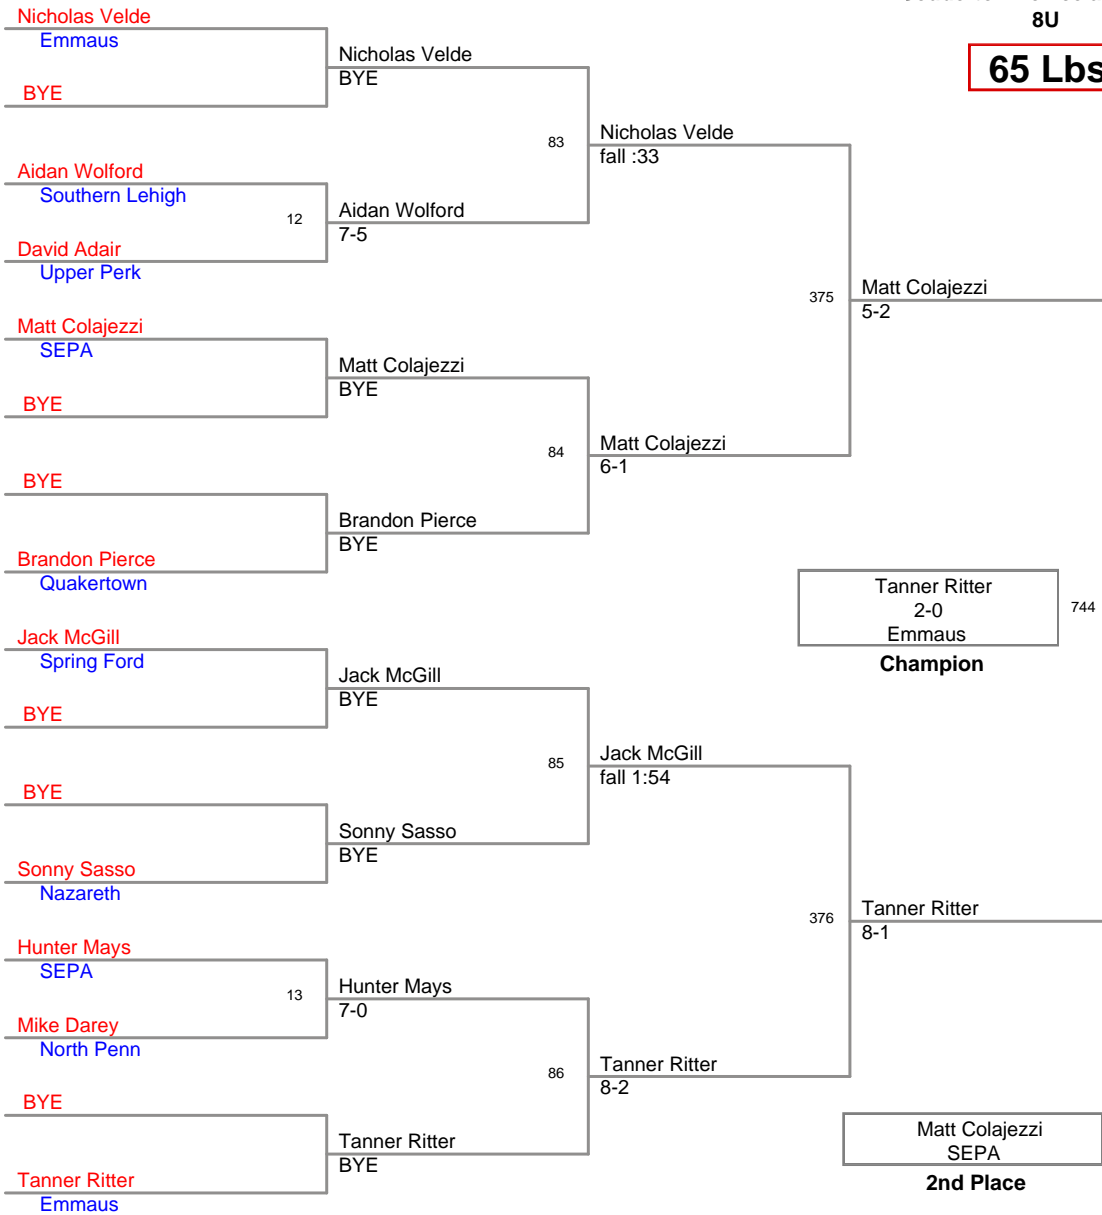 8U
65 Lbs
Nicholas Velde
Emmaus
BYE
Aidan Wolford
Southern Lehigh
12
David Adair
Upper Perk
Matt Colajezzi
SEPA
BYE
BYE
Brandon Pierce
Quakertown
Jack McGill
Spring Ford
BYE
BYE
Sonny Sasso
Nazareth
Hunter Mays
SEPA
13
Mike Darey
North Penn
BYE
Tanner Ritter
Emmaus
Nicholas Velde
BYE
83
Aidan Wolford
7-5
Matt Colajezzi
BYE
84
Brandon Pierce
BYE
Jack McGill
BYE
85
Sonny Sasso
BYE
Hunter Mays
7-0
86
Tanner Ritter
BYE
Nicholas Velde
fall :33
375
Matt Colajezzi
6-1
Jack McGill
fall 1:54
376
Tanner Ritter
8-2
Matt Colajezzi
5-2
Tanner Ritter
2-0
Emmaus
744
Champion
Tanner Ritter
8-1
Matt Colajezzi
SEPA
2nd Place